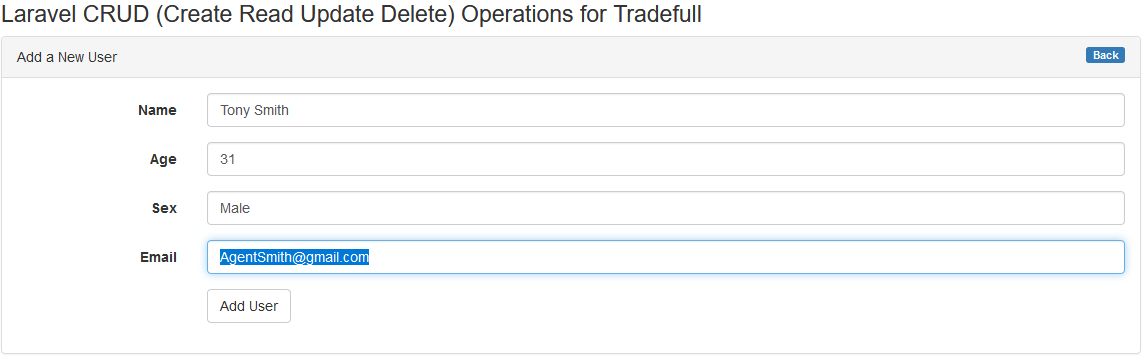 Laravel CRUD (Create Read Update Delete) Operations for Tradefull
Add a New User Back
Name Tony Smith
Age 31
Sex Male
Email AgentSmith@gmail.com
Add User